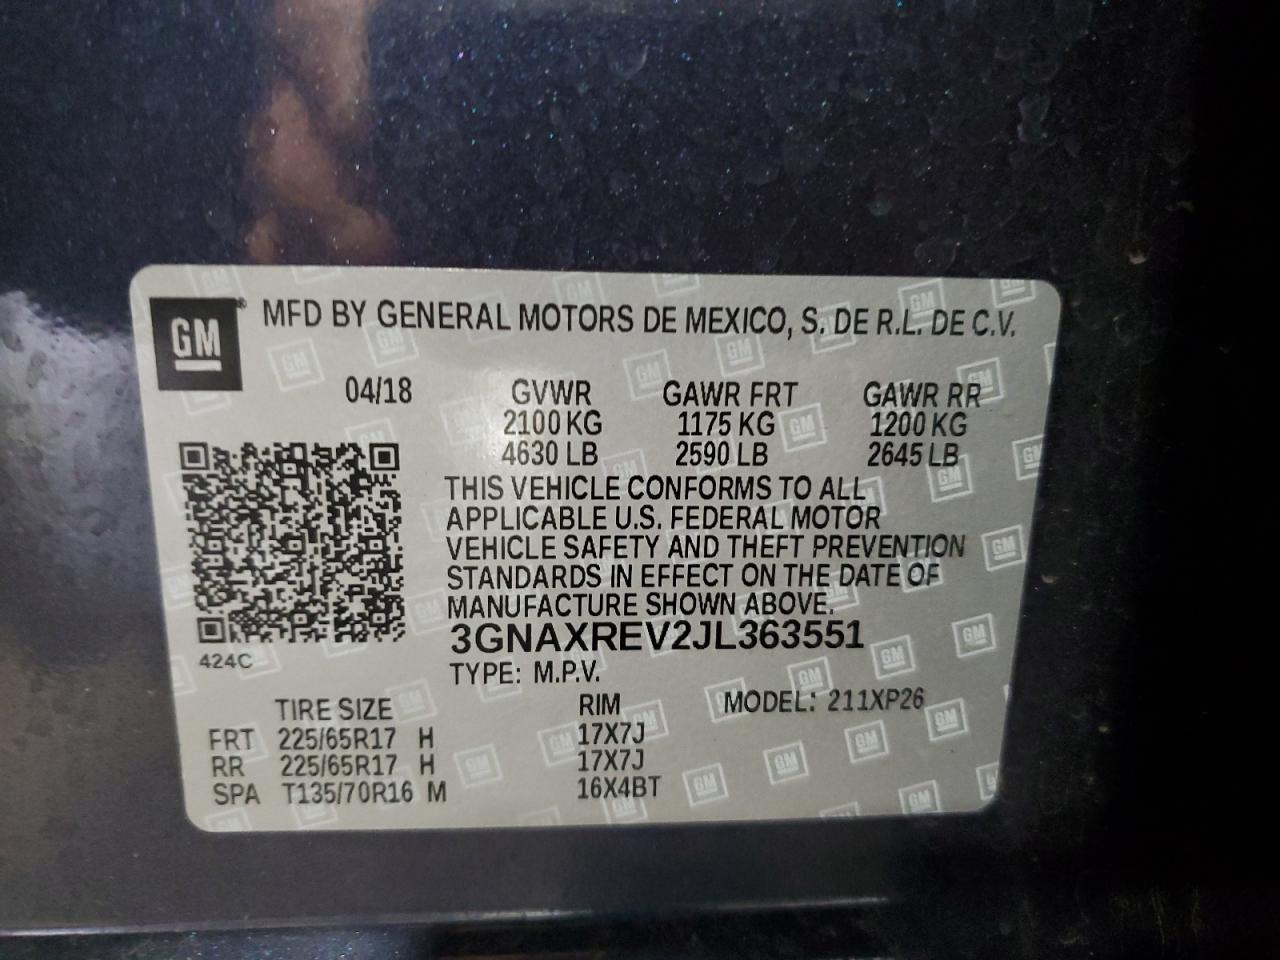 GM® MFD BY GENERAL MOTORS DE MEXICO, S. DE R.L. DE C.V.
04/18 GVWR GAWR FRT GAWR RR
2100 KG 1175 KG 1200 KG
4630 LB 2590 LB 2645 LB
THIS VEHICLE CONFORMS TO ALL
APPLICABLE U.S. FEDERAL MOTOR
VEHICLE SAFETY AND THEFT PREVENTION
STANDARDS IN EFFECT ON THE DATE OF
MANUFACTURE SHOWN ABOVE.
3GNAXREV2JL363551
424C
TYPE: M.P.V.
TIRE SIZE RIM MODEL: 211XP26
FRT 225/65R17 H 17X7J
RR 225/65R17 H 17X7J
SPA T135/70R16 M 16X4BT